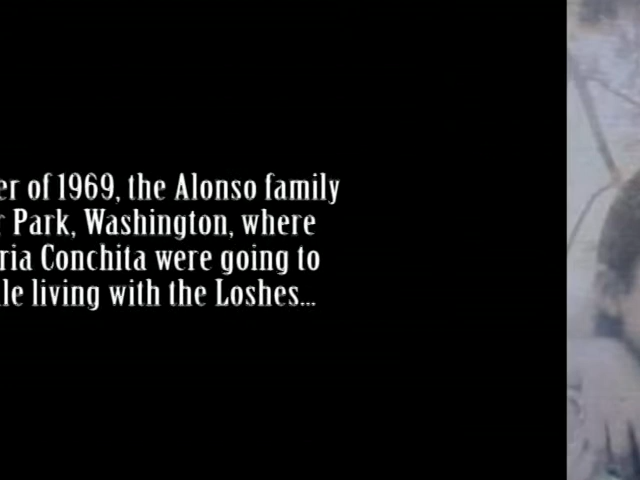 er of 1969, the Alonso family
r Park, Washington, where
ria Conchita were going to
le living with the Loshes...